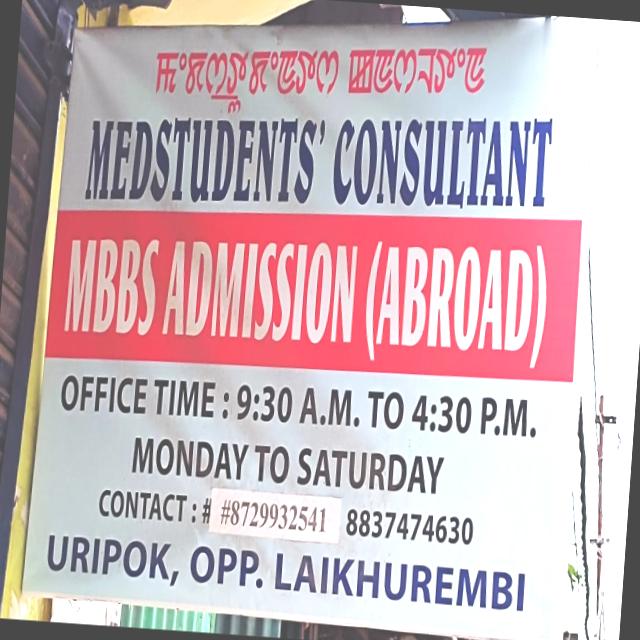 MEDSTUDENTS' CONSULTANT
MBBS ADMISSION (ABROAD)
OFFICE TIME : 9:30 A.M. TO 4:30 P.M.
MONDAY TO SATURDAY
CONTACT : # #8729932541 8837474630
URIPOK, OPP. LAIKHUREMBI